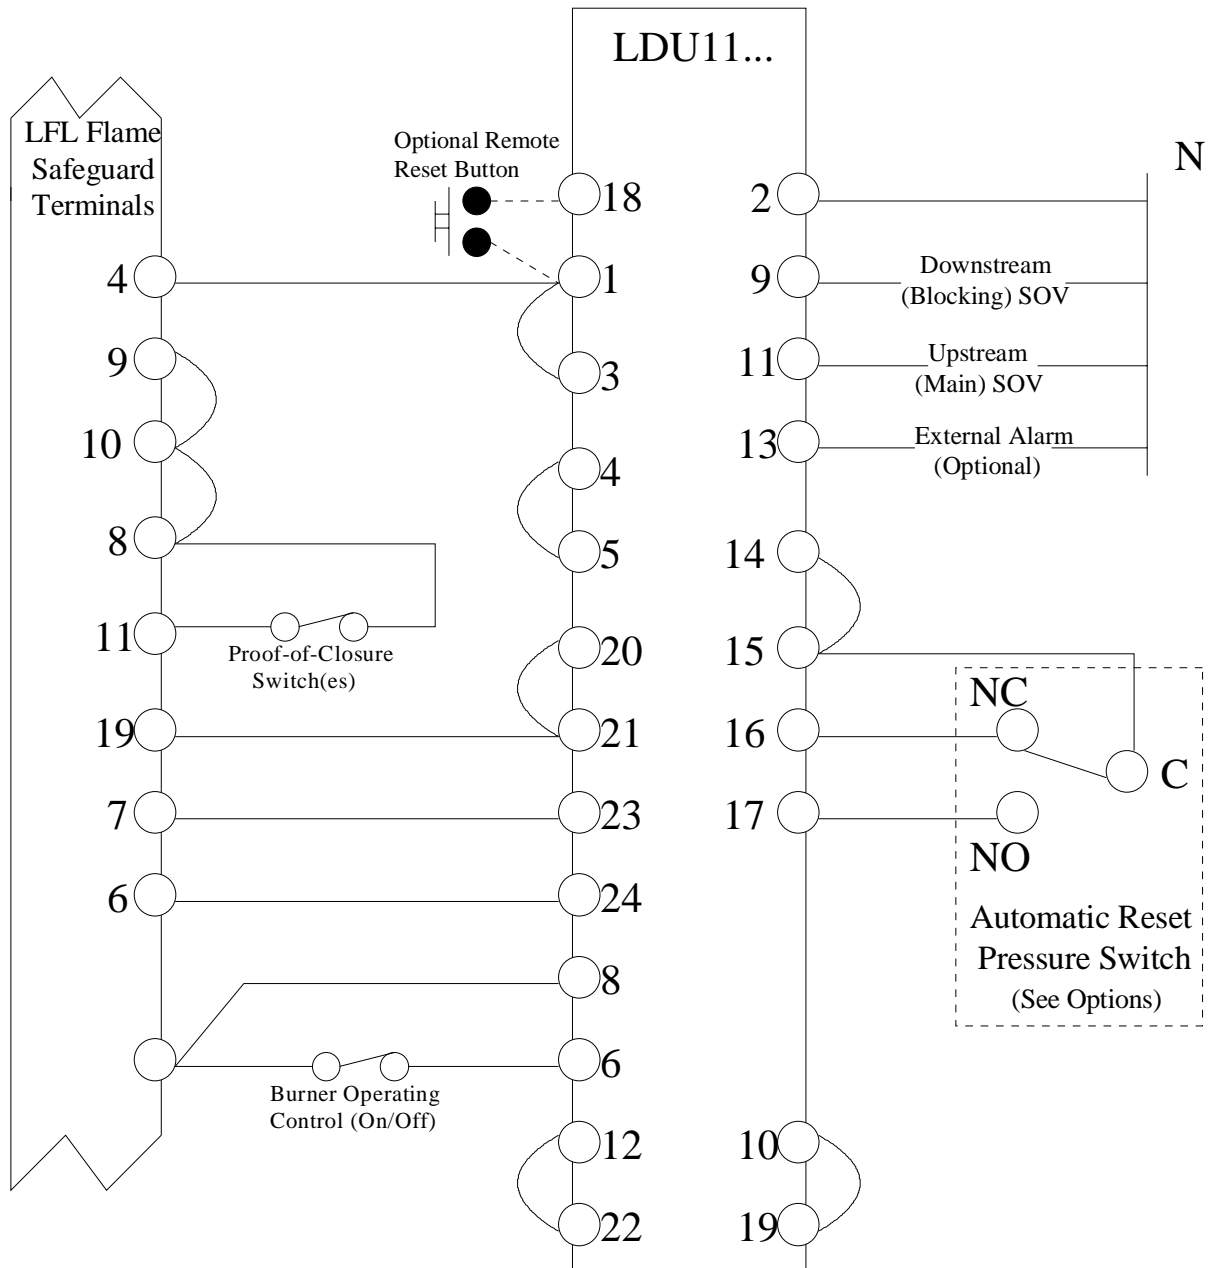 LDU11...
LFL Flame
Safeguard
Terminals
Optional Remote
Reset Button
N
18
2
4
1
9
Downstream
(Blocking) SOV
9
3
11
Upstream
(Main) SOV
10
4
13
External Alarm
(Optional)
8
5
14
11
Proof-of-Closure
Switch(es)
20
15
NC
19
21
16
C
7
23
17
NO
6
24
Automatic Reset
Pressure Switch
(See Options)
8
6
Burner Operating
Control (On/Off)
12
10
22
19